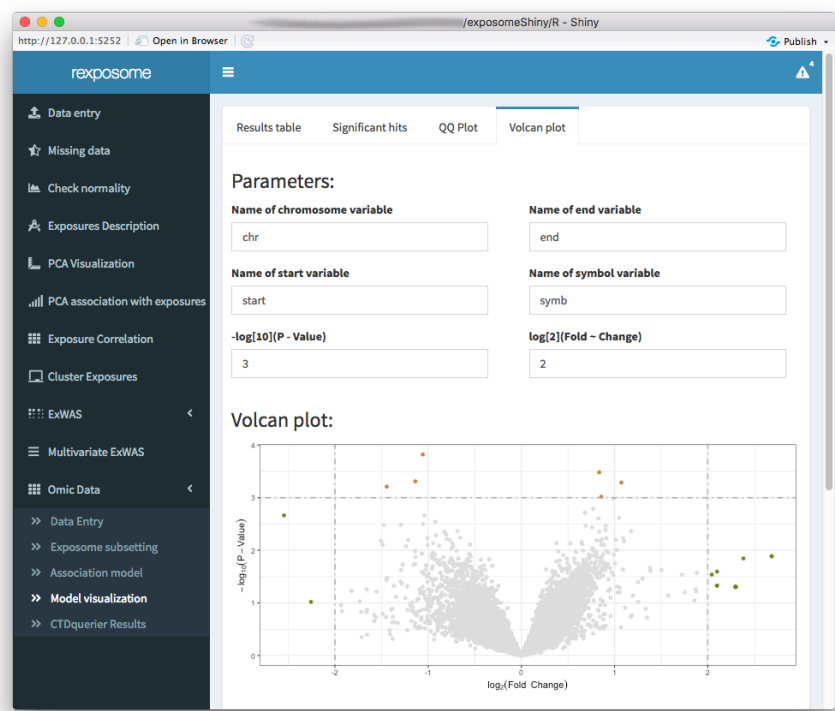 /exposomeShiny/R - Shiny
http://127.0.0.1:5252 Open in Browser Publish
rexposome 4
Data entry
Missing data
Check normality
Exposures Description
PCA Visualization
PCA association with exposures
Exposure Correlation
Cluster Exposures
ExWAS
Multivariate ExWAS
Omic Data
Data Entry
Exposome subsetting
Association model
Model visualization
CTDquerier Results
Results table Significant hits QQ Plot Volcan plot
Parameters:
Name of chromosome variable Name of end variable
chr end
Name of start variable Name of symbol variable
start symb
-log[10](P - Value) log[2](Fold ~ Change)
3 2
Volcan plot:
4
3
2
1
0
-log10(P - Value)
-2 -1 0 1 2
log2(Fold Change)